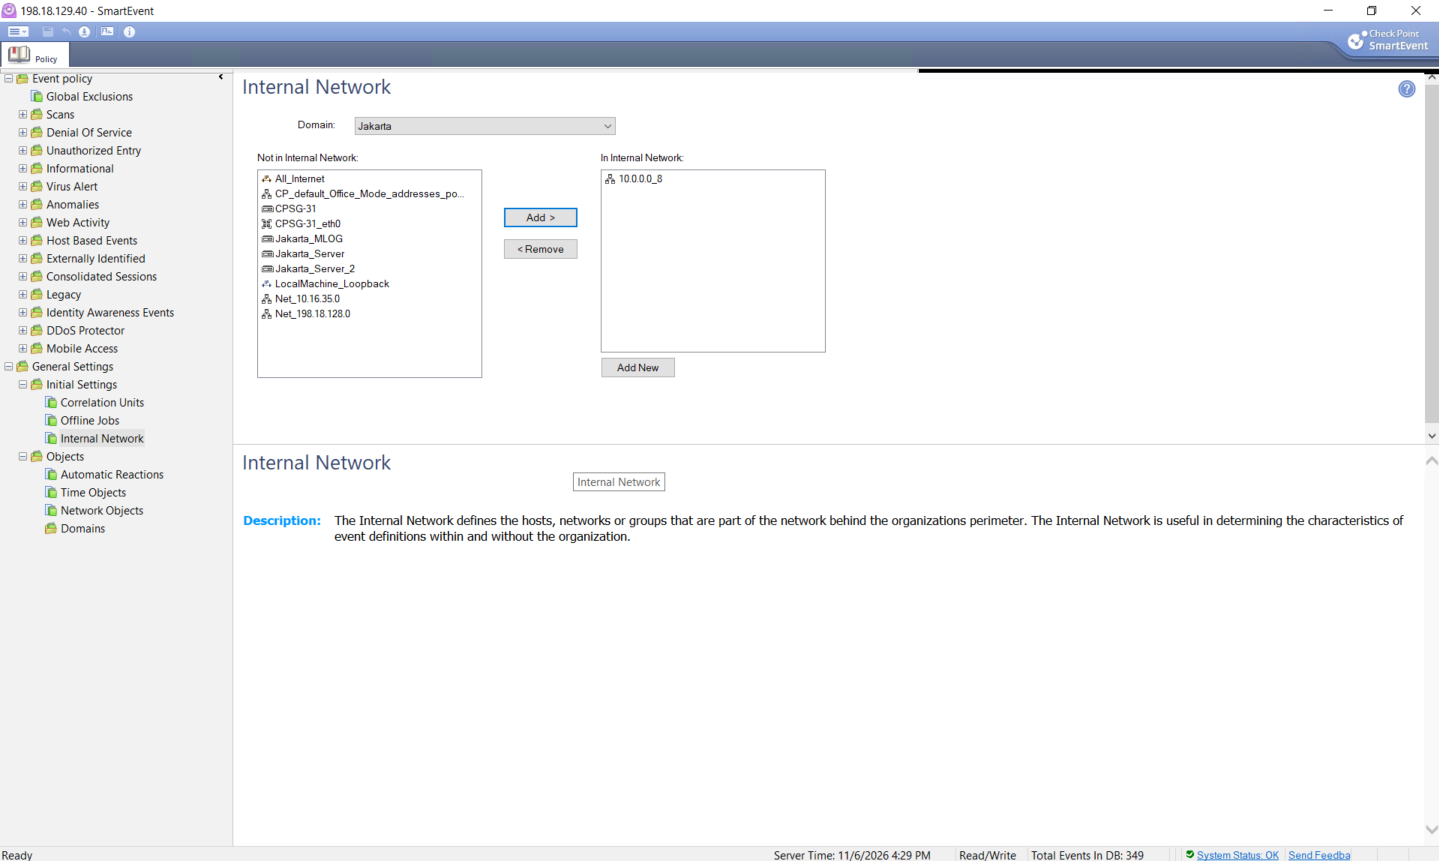 198.18.129.40 - SmartEvent
Policy
Check Point
SmartEvent
Event policy
Global Exclusions
Scans
Denial Of Service
Unauthorized Entry
Informational
Virus Alert
Anomalies
Web Activity
Host Based Events
Externally Identified
Consolidated Sessions
Legacy
Identity Awareness Events
DDoS Protector
Mobile Access
General Settings
Initial Settings
Correlation Units
Offline Jobs
Internal Network
Objects
Automatic Reactions
Time Objects
Network Objects
Domains
Internal Network
?
Domain: Jakarta
Not in Internal Network:
All_Internet
CP_default_Office_Mode_addresses_po...
CPSG-31
CPSG-31_eth0
Jakarta_MLOG
Jakarta_Server
Jakarta_Server_2
LocalMachine_Loopback
Net_10.16.35.0
Net_198.18.128.0
Add >
< Remove
In Internal Network:
10.0.0.0_8
Add New
Internal Network
Internal Network
Description: The Internal Network defines the hosts, networks or groups that are part of the network behind the organizations perimeter. The Internal Network is useful in determining the characteristics of
event definitions within and without the organization.
Ready
Server Time: 11/6/2026 4:29 PM
Read/Write
Total Events In DB: 349
System Status: OK
Send Feedba